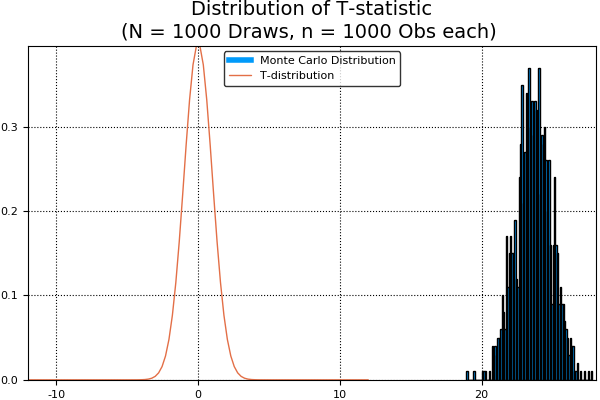 Distribution of T-statistic
(N = 1000 Draws, n = 1000 Obs each)
Monte Carlo Distribution
T-distribution
0.3
0.2
0.1
0.0
-10 0 10 20